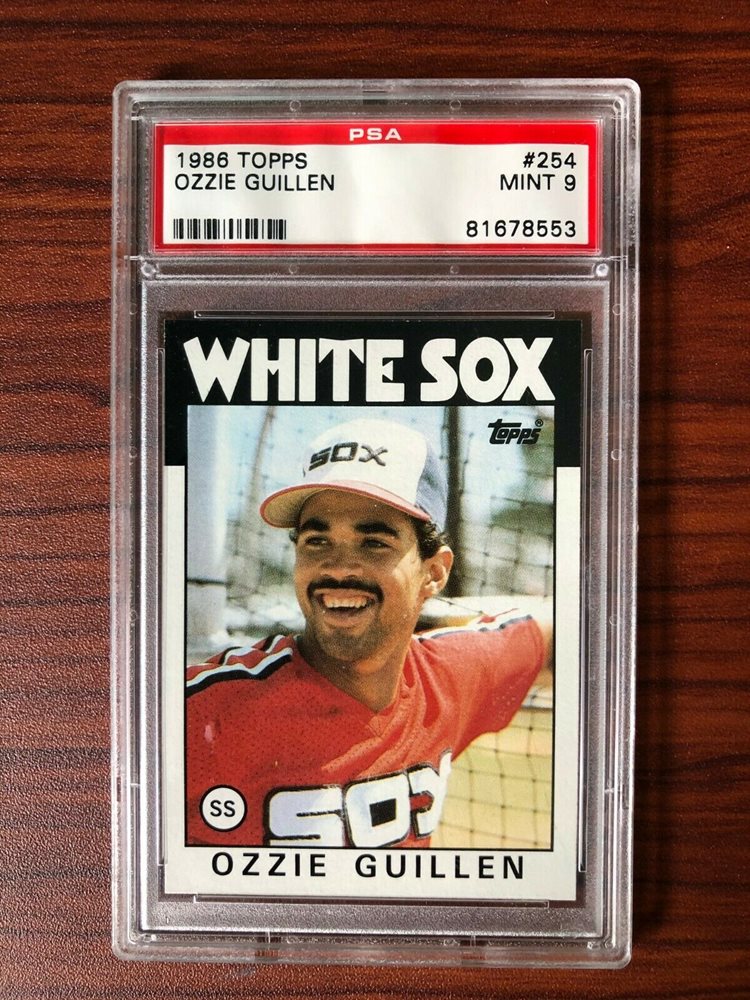 PSA
1986 TOPPS #254
OZZIE GUILLEN MINT 9
81678553
WHITE SOX
topps®
SOX
SS
SOX
OZZIE GUILLEN